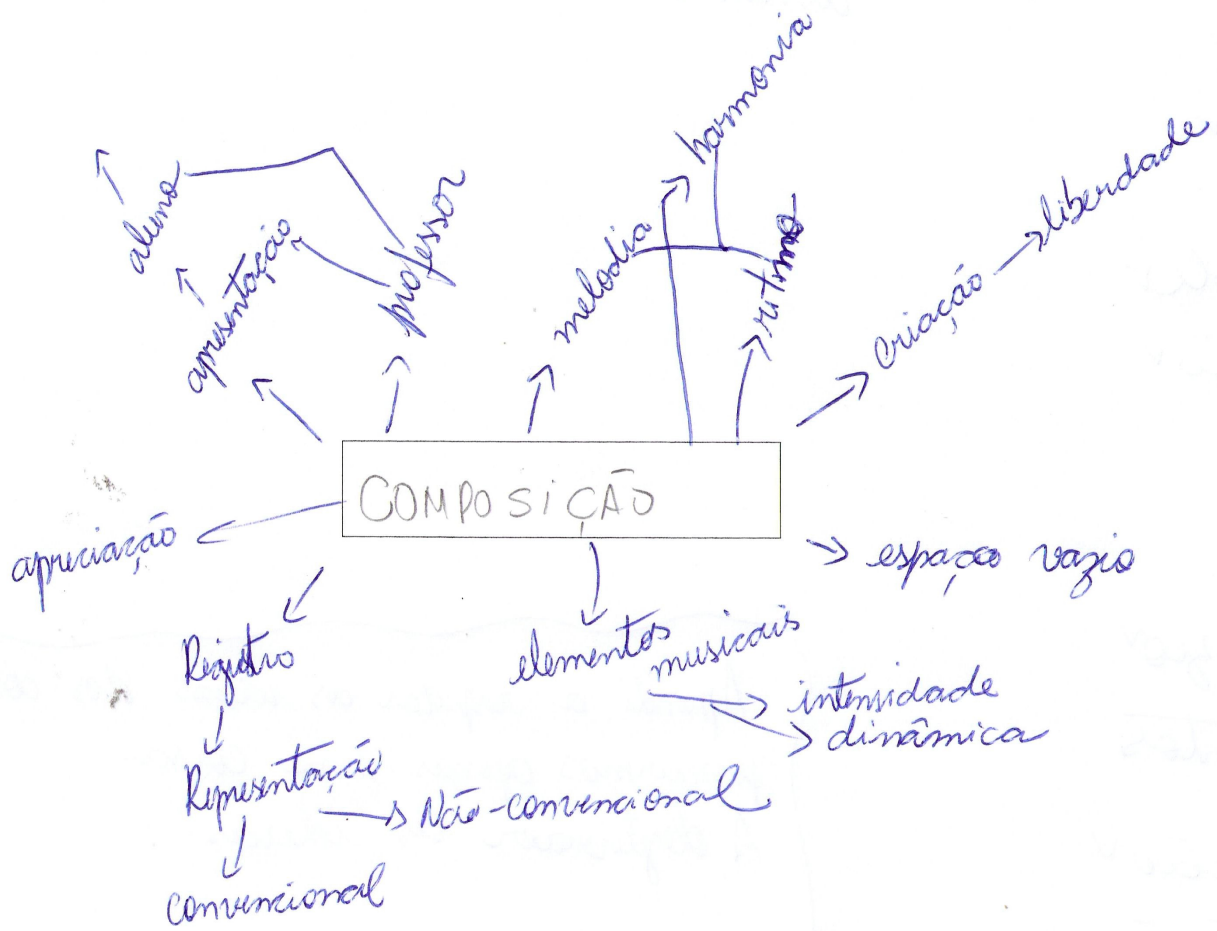 harmonia
liberdade
aluno
professor
melodia
apresentação
ritmo
criação
COMPOSIÇÃO
apreciação
espaço vazio
elementos musicais
Registro
intensidade
dinâmica
Representação
Não-convencional
convencional